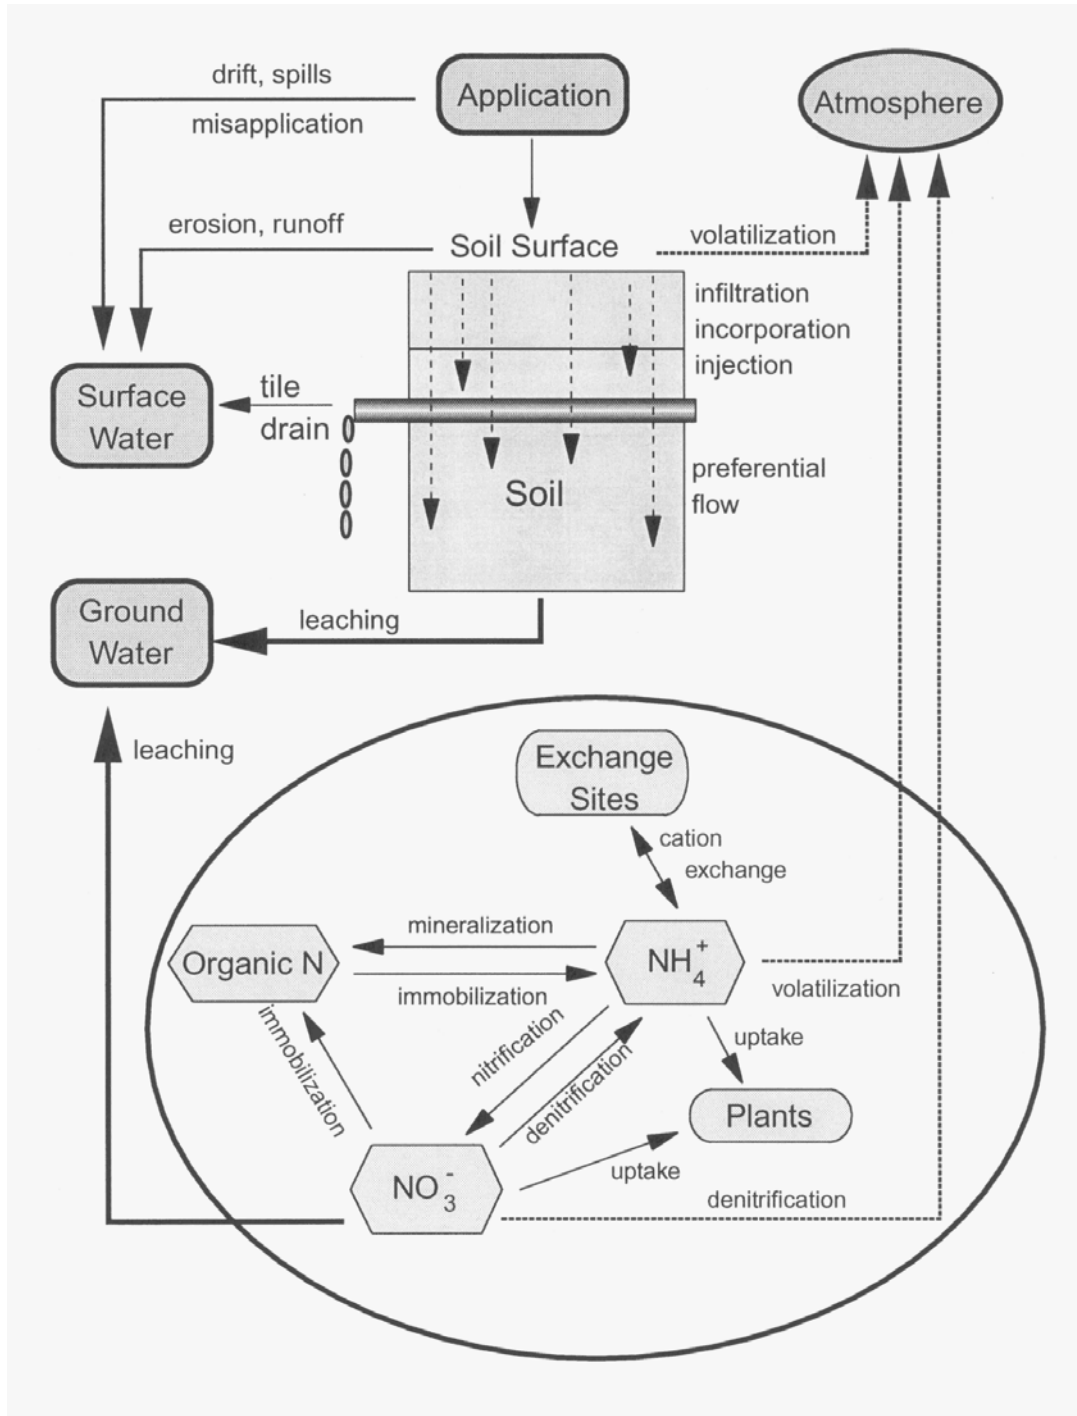 drift, spills
misapplication
Application
Atmosphere
erosion, runoff
Soil Surface
volatilization
infiltration
incorporation
injection
Surface
Water
tile
drain
Soil
preferential
flow
Ground
Water
leaching
leaching
Exchange
Sites
cation
exchange
mineralization
Organic N
NH4+
immobilization
volatilization
immobilization
nitrification
denitrification
uptake
Plants
NO3-
uptake
denitrification